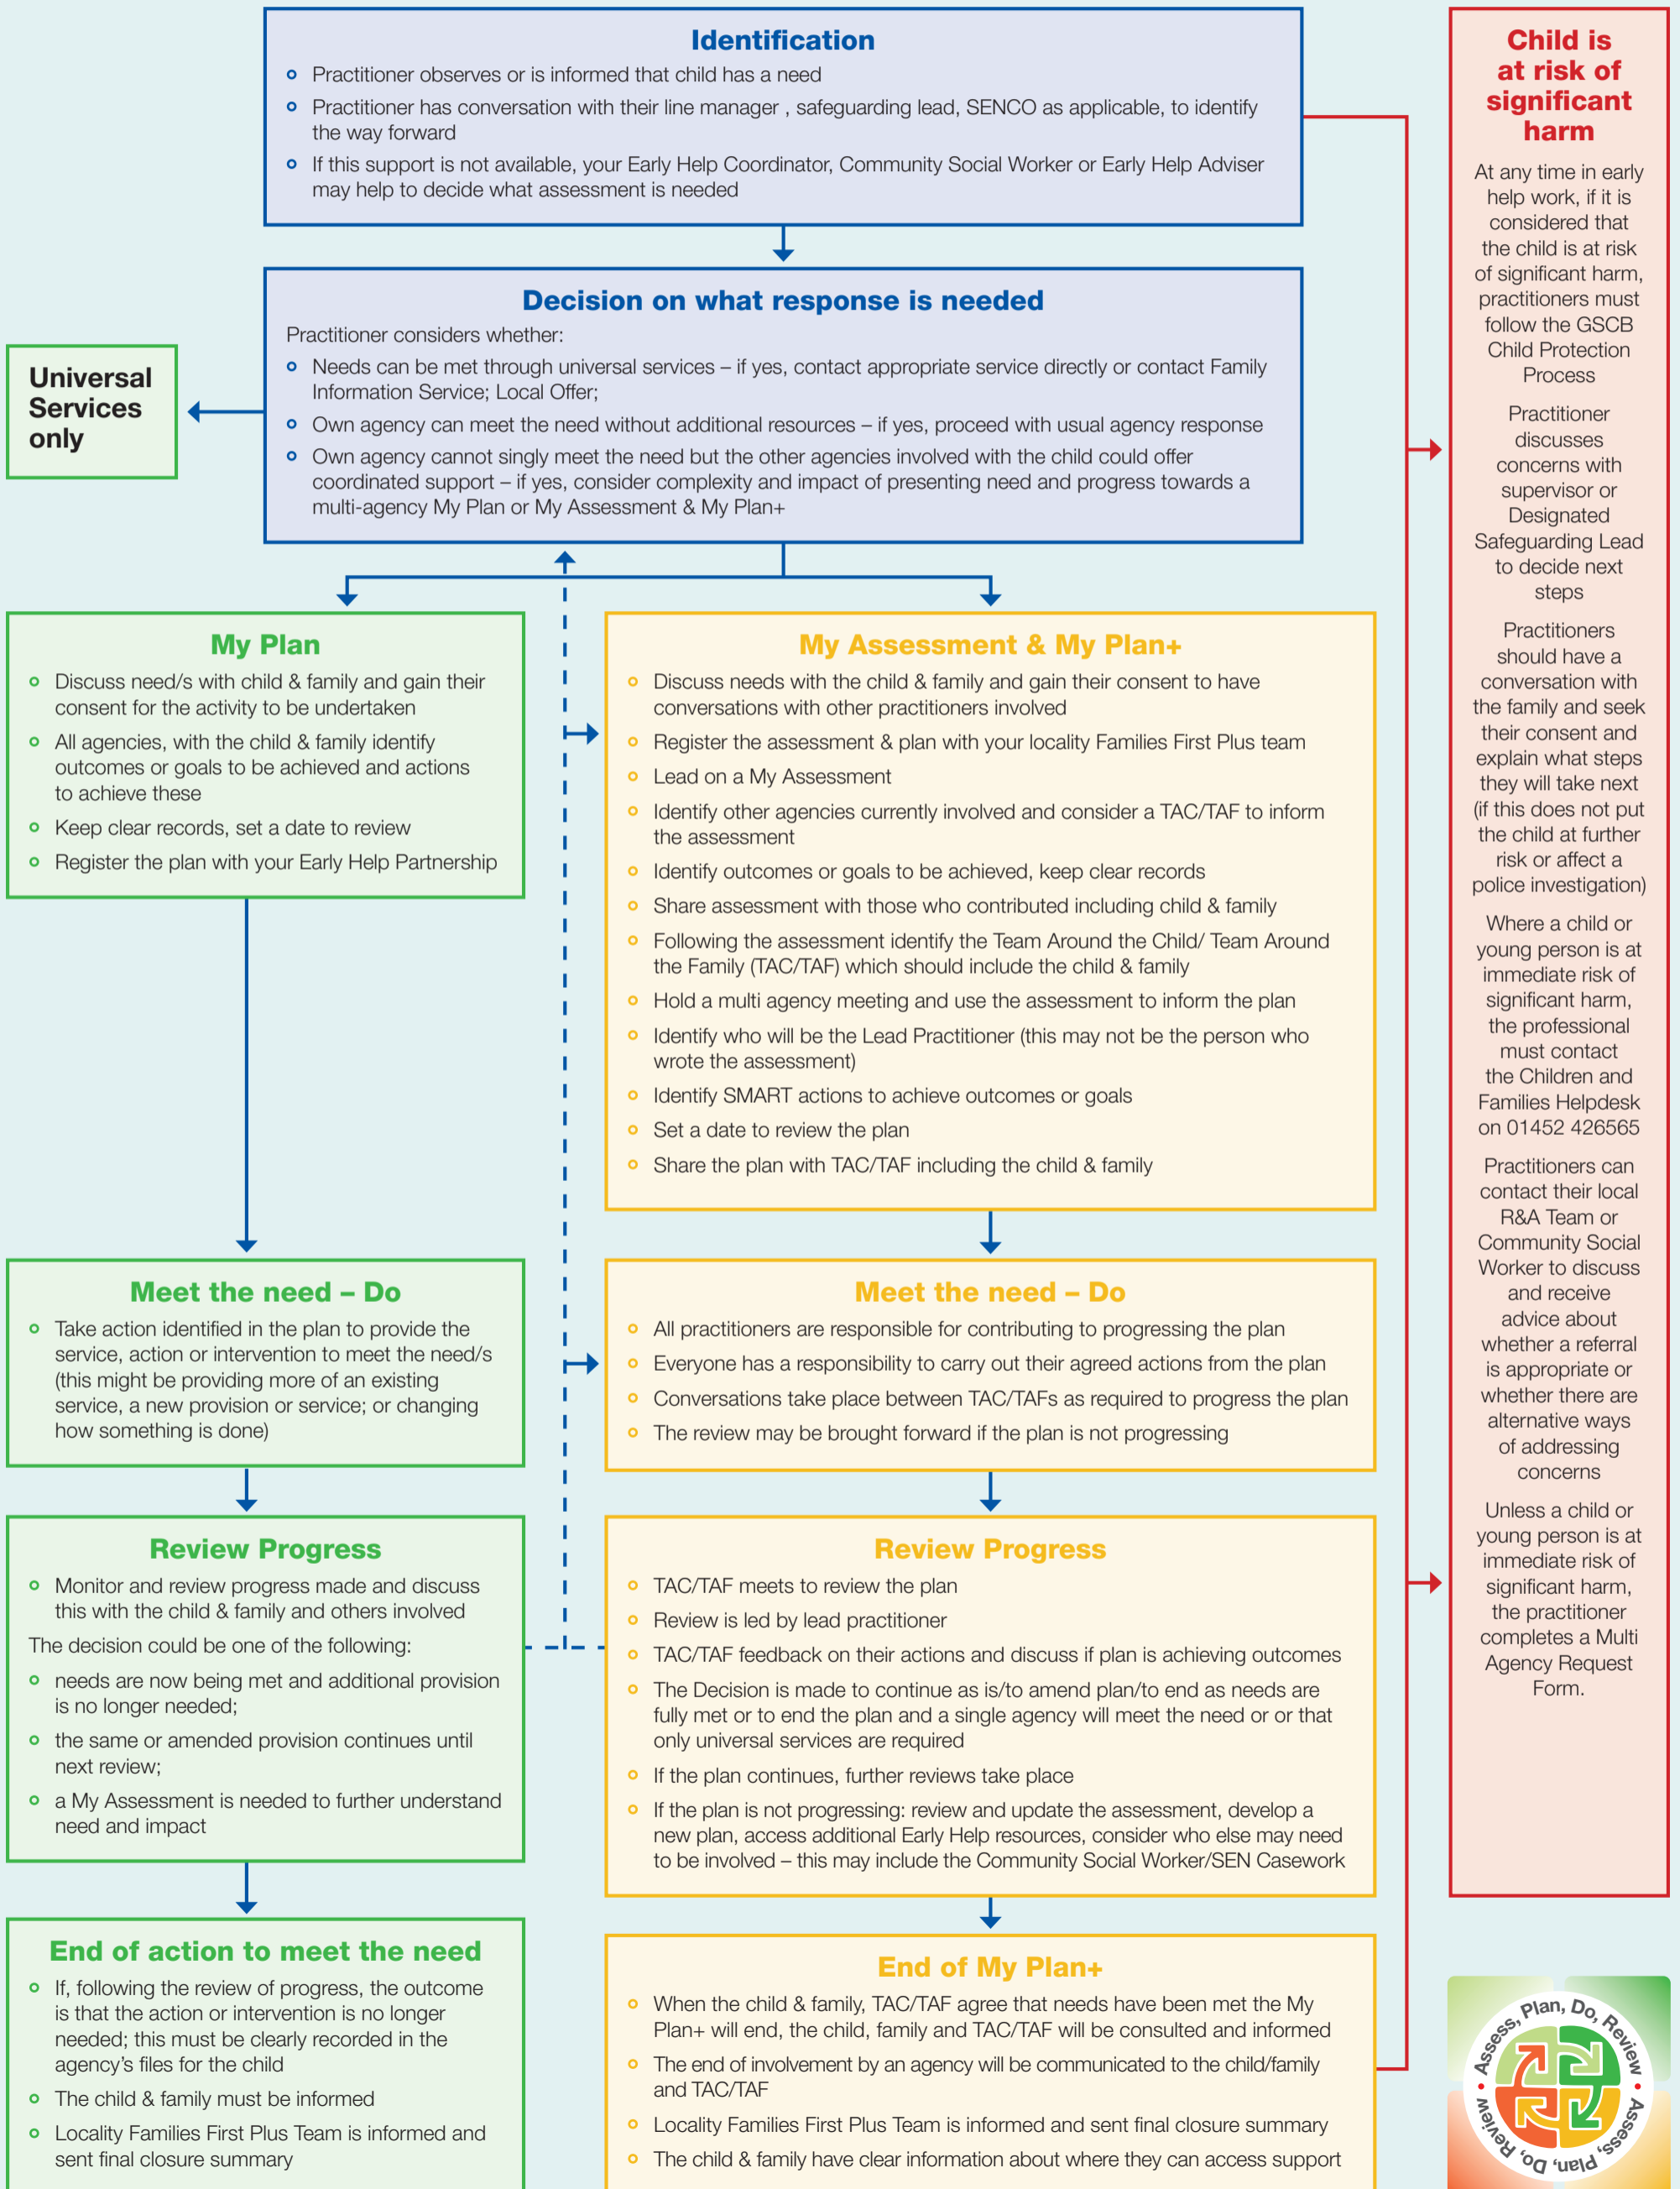 Identification
Practitioner observes or is informed that child has a need
Practitioner has conversation with their line manager , safeguarding lead, SENCO as applicable, to identify
the way forward
If this support is not available, your Early Help Coordinator, Community Social Worker or Early Help Adviser
may help to decide what assessment is needed
Decision on what response is needed
Practitioner considers whether:
Needs can be met through universal services – if yes, contact appropriate service directly or contact Family
Information Service; Local Offer;
Own agency can meet the need without additional resources – if yes, proceed with usual agency response
Own agency cannot singly meet the need but the other agencies involved with the child could offer
coordinated support – if yes, consider complexity and impact of presenting need and progress towards a
multi-agency My Plan or My Assessment & My Plan+
Universal
Services
only
My Plan
Discuss need/s with child & family and gain their
consent for the activity to be undertaken
All agencies, with the child & family identify
outcomes or goals to be achieved and actions
to achieve these
Keep clear records, set a date to review
Register the plan with your Early Help Partnership
Meet the need – Do
Take action identified in the plan to provide the
service, action or intervention to meet the need/s
(this might be providing more of an existing
service, a new provision or service; or changing
how something is done)
Review Progress
Monitor and review progress made and discuss
this with the child & family and others involved
The decision could be one of the following:
needs are now being met and additional provision
is no longer needed;
the same or amended provision continues until
next review;
a My Assessment is needed to further understand
need and impact
End of action to meet the need
If, following the review of progress, the outcome
is that the action or intervention is no longer
needed; this must be clearly recorded in the
agency's files for the child
The child & family must be informed
Locality Families First Plus Team is informed and
sent final closure summary
My Assessment & My Plan+
Discuss needs with the child & family and gain their consent to have
conversations with other practitioners involved
Register the assessment & plan with your locality Families First Plus team
Lead on a My Assessment
Identify other agencies currently involved and consider a TAC/TAF to inform
the assessment
Identify outcomes or goals to be achieved, keep clear records
Share assessment with those who contributed including child & family
Following the assessment identify the Team Around the Child/ Team Around
the Family (TAC/TAF) which should include the child & family
Hold a multi agency meeting and use the assessment to inform the plan
Identify who will be the Lead Practitioner (this may not be the person who
wrote the assessment)
Identify SMART actions to achieve outcomes or goals
Set a date to review the plan
Share the plan with TAC/TAF including the child & family
Meet the need – Do
All practitioners are responsible for contributing to progressing the plan
Everyone has a responsibility to carry out their agreed actions from the plan
Conversations take place between TAC/TAFs as required to progress the plan
The review may be brought forward if the plan is not progressing
Review Progress
TAC/TAF meets to review the plan
Review is led by lead practitioner
TAC/TAF feedback on their actions and discuss if plan is achieving outcomes
The Decision is made to continue as is/to amend plan/to end as needs are
fully met or to end the plan and a single agency will meet the need or or that
only universal services are required
If the plan continues, further reviews take place
If the plan is not progressing: review and update the assessment, develop a
new plan, access additional Early Help resources, consider who else may need
to be involved – this may include the Community Social Worker/SEN Casework
End of My Plan+
When the child & family, TAC/TAF agree that needs have been met the My
Plan+ will end, the child, family and TAC/TAF will be consulted and informed
The end of involvement by an agency will be communicated to the child/family
and TAC/TAF
Locality Families First Plus Team is informed and sent final closure summary
The child & family have clear information about where they can access support
Child is
at risk of
significant
harm
At any time in early
help work, if it is
considered that
the child is at risk
of significant harm,
practitioners must
follow the GSCB
Child Protection
Process
Practitioner
discusses
concerns with
supervisor or
Designated
Safeguarding Lead
to decide next
steps
Practitioners
should have a
conversation with
the family and seek
their consent and
explain what steps
they will take next
(if this does not put
the child at further
risk or affect a
police investigation)
Where a child or
young person is at
immediate risk of
significant harm,
the professional
must contact
the Children and
Families Helpdesk
on 01452 426565
Practitioners can
contact their local
R&A Team or
Community Social
Worker to discuss
and receive
advice about
whether a referral
is appropriate or
whether there are
alternative ways
of addressing
concerns
Unless a child or
young person is at
immediate risk of
significant harm,
the practitioner
completes a Multi
Agency Request
Form.
Assess, Plan, Do, Review
Assess, Plan, Do, Review